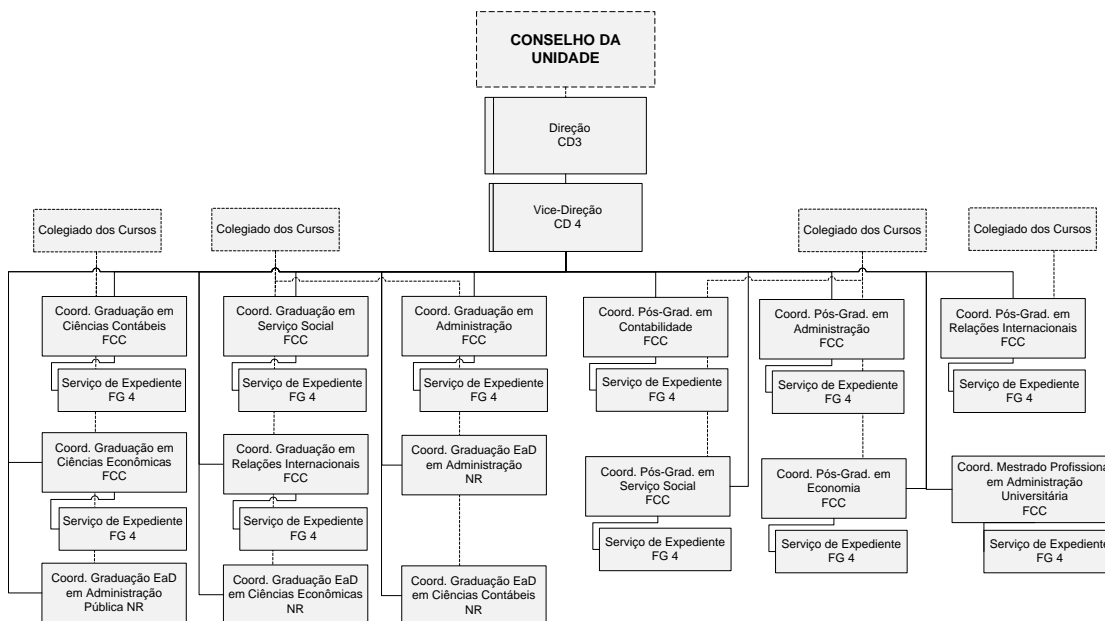 CONSELHO DA
UNIDADE
Direção
CD3
Vice-Direção
CD 4
Colegiado dos Cursos
Colegiado dos Cursos
Colegiado dos Cursos
Colegiado dos Cursos
Coord. Graduação em
Ciências Contábeis
FCC
Coord. Graduação em
Serviço Social
FCC
Coord. Graduação em
Administração
FCC
Coord. Pós-Grad. em
Contabilidade
FCC
Coord. Pós-Grad. em
Administração
FCC
Coord. Pós-Grad. em
Relações Internacionais
FCC
Serviço de Expediente
FG 4
Serviço de Expediente
FG 4
Serviço de Expediente
FG 4
Serviço de Expediente
FG 4
Serviço de Expediente
FG 4
Serviço de Expediente
FG 4
Coord. Graduação em
Ciências Econômicas
FCC
Coord. Graduação em
Relações Internacionais
FCC
Coord. Graduação EaD
em Administração
NR
Coord. Pós-Grad. em
Serviço Social
FCC
Coord. Pós-Grad. em
Economia
FCC
Coord. Mestrado Profissional
em Administração
Universitária
FCC
Serviço de Expediente
FG 4
Serviço de Expediente
FG 4
Serviço de Expediente
FG 4
Serviço de Expediente
FG 4
Serviço de Expediente
FG 4
Coord. Graduação EaD
em Administração
Pública NR
Coord. Graduação EaD
em Ciências Econômicas
NR
Coord. Graduação EaD
em Ciências Contábeis
NR